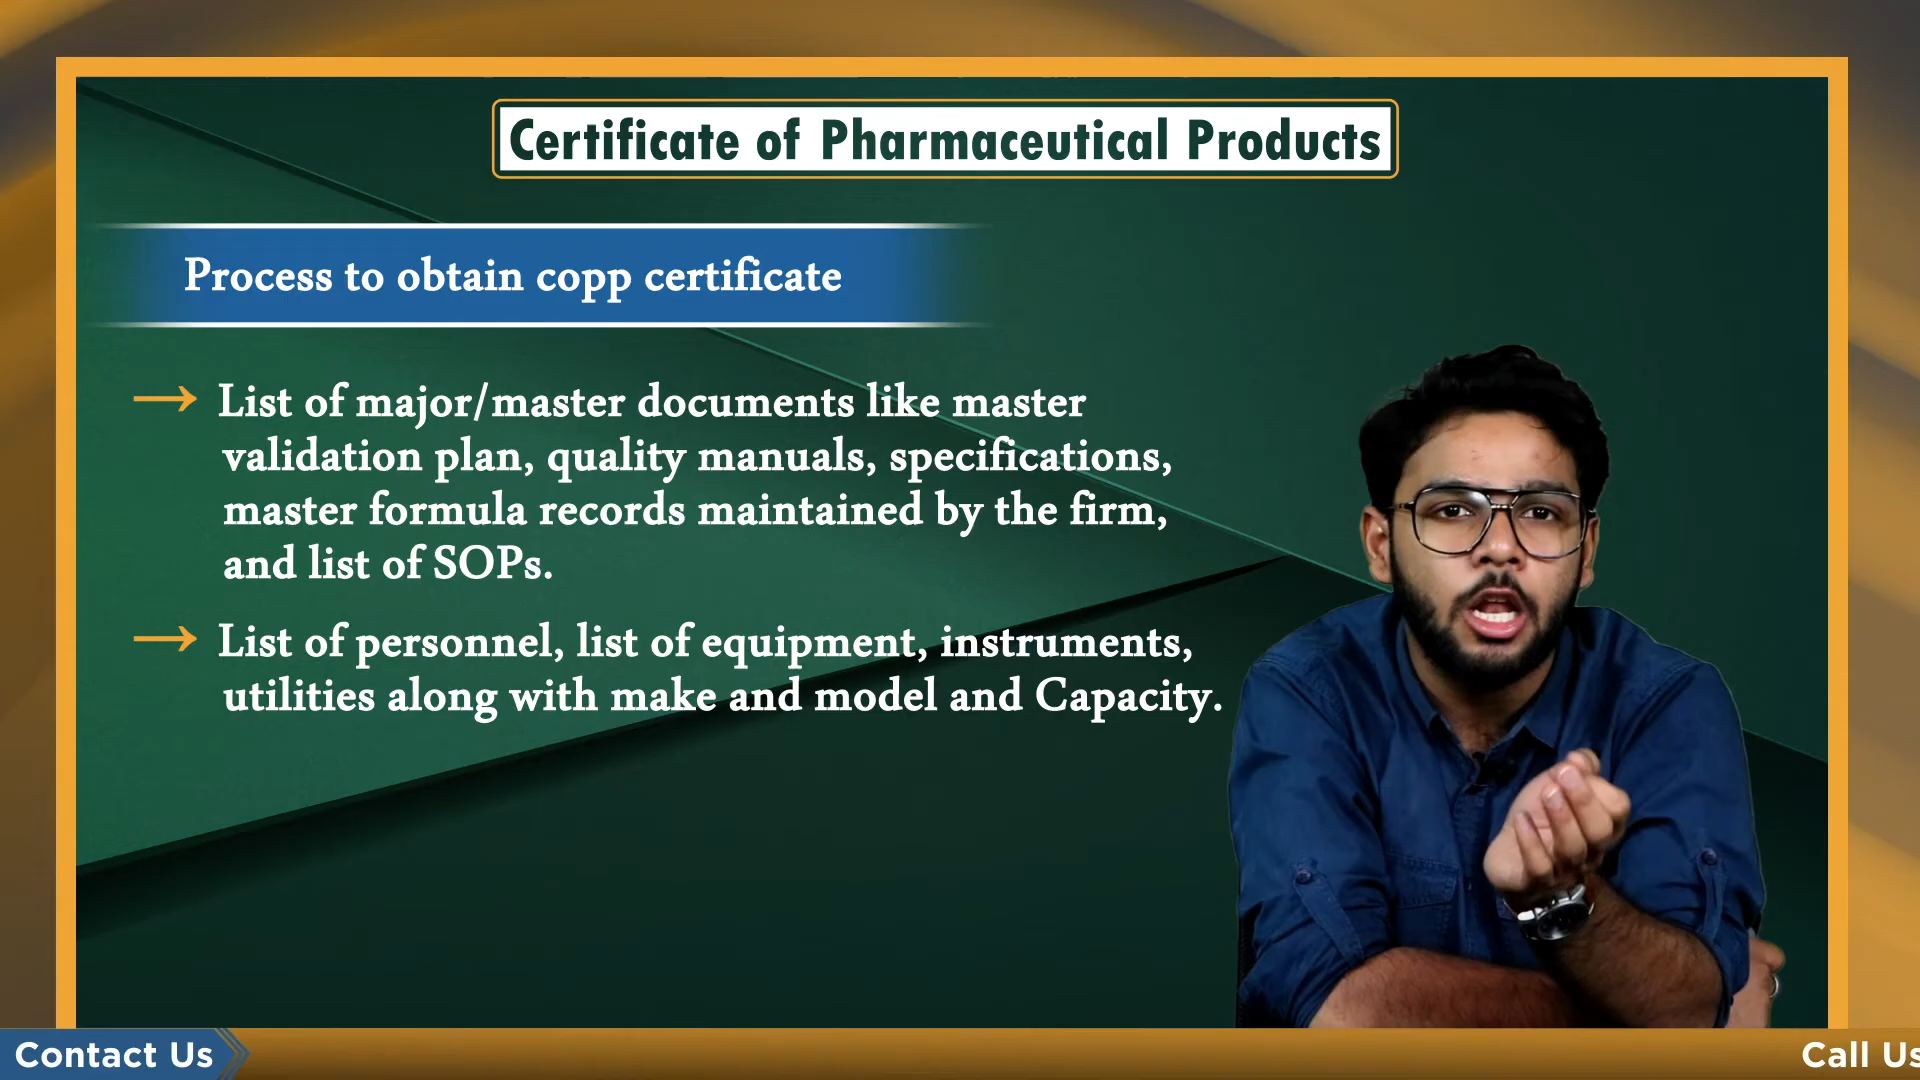 Certificate of Pharmaceutical Products
Process to obtain copp certificate
List of major/master documents like master
validation plan, quality manuals, specifications,
master formula records maintained by the firm,
and list of SOPs.
List of personnel, list of equipment, instruments,
utilities along with make and model and Capacity.
Contact Us
Call Us